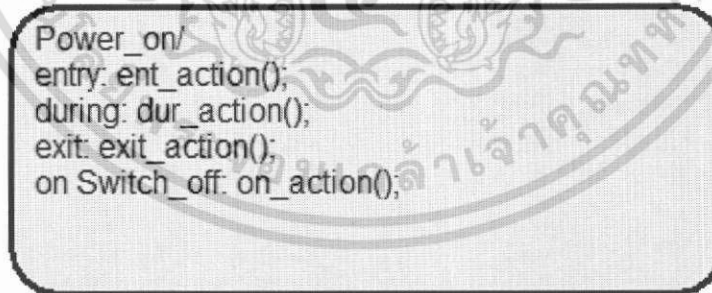 Power_on/
entry: ent_action();
during: dur_action();
exit: exit_action();
on Switch_off: on_action();